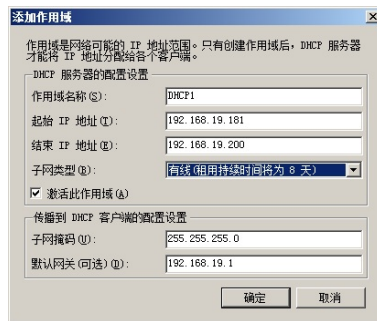 添加作用域
作用域是网络可能的 IP 地址范围。只有创建作用域后，DHCP 服务器
才能将 IP 地址分配给各个客户端。
DHCP 服务器的配置设置
作用域名称(S): DHCP1
起始 IP 地址(T): 192.168.19.181
结束 IP 地址(E): 192.168.19.200
子网类型(B): 有线(租用持续时间将为 8 天)
激活此作用域(A)
传播到 DHCP 客户端的配置设置
子网掩码(U): 255.255.255.0
默认网关(可选)(D): 192.168.19.1
确定 取消